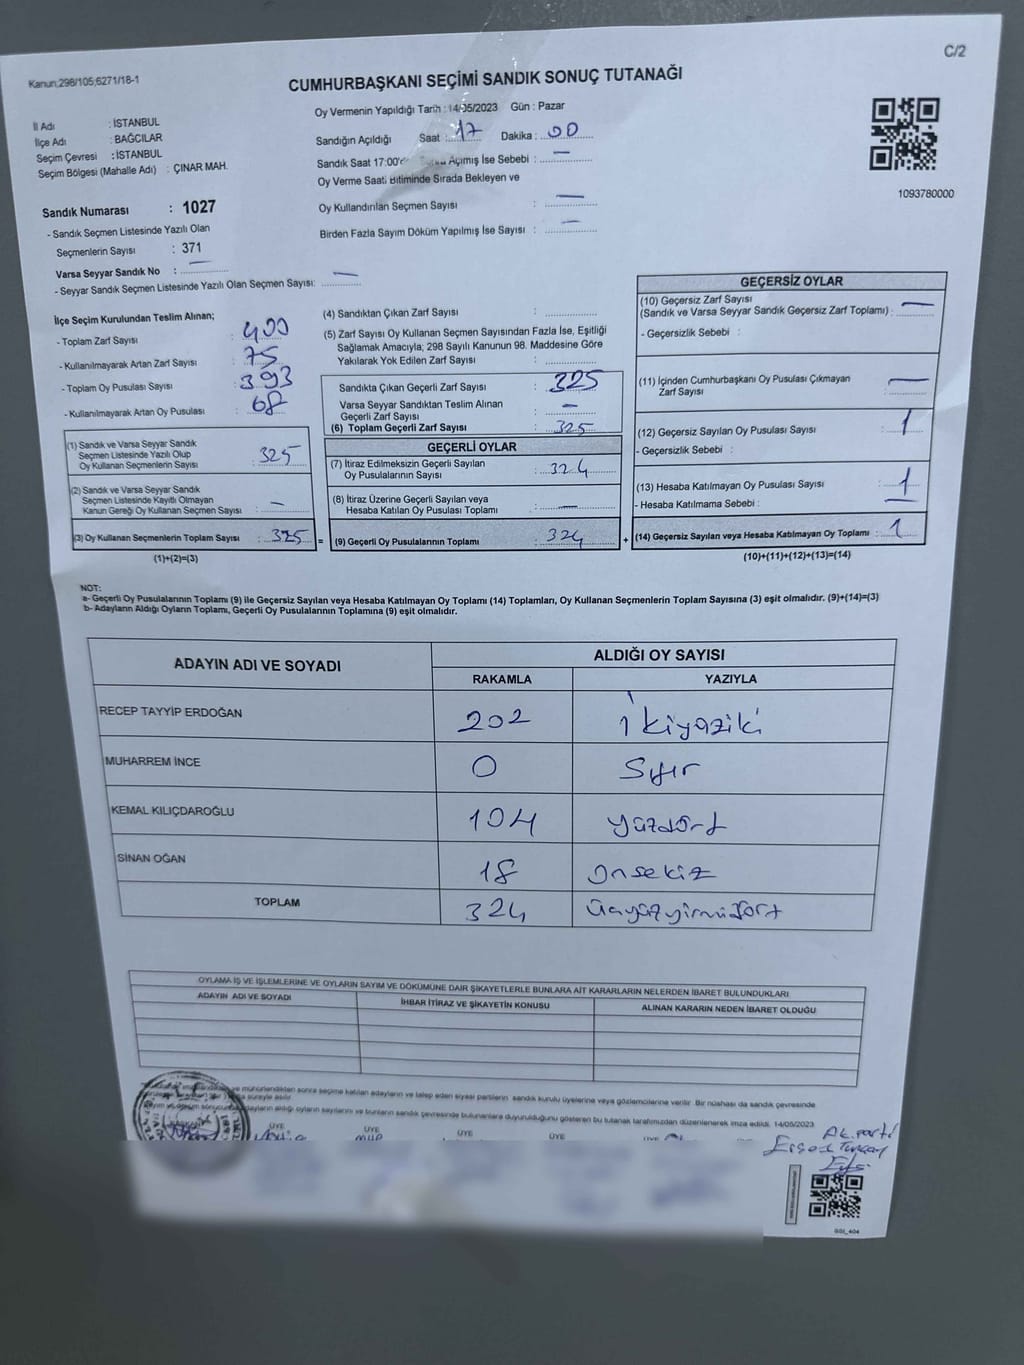 C/2
Kanun:298/105;6271/18-1
CUMHURBAŞKANI SEÇİMİ SANDIK SONUÇ TUTANAĞI
Oy Vermenin Yapıldığı Tarih : 14/05/2023 Gün : Pazar
İl Adı : İSTANBUL
İlçe Adı : BAĞCILAR
Seçim Çevresi : İSTANBUL
Seçim Bölgesi (Mahalle Adı) : ÇINAR MAH.
Sandığın Açıldığı Saat : 17 Dakika : 00
Sandık Saat 17:00'd Açımış İse Sebebi : —
Oy Verme Saati Bitiminde Sırada Bekleyen ve
Oy Kullandırılan Seçmen Sayısı : —
Birden Fazla Sayım Döküm Yapılmış İse Sayısı : —
1093780000
Sandık Numarası : 1027
- Sandık Seçmen Listesinde Yazılı Olan
Seçmenlerin Sayısı : 371
Varsa Seyyar Sandık No : —
- Seyyar Sandık Seçmen Listesinde Yazılı Olan Seçmen Sayısı: —
İlçe Seçim Kurulundan Teslim Alınan;
- Toplam Zarf Sayısı : 400
- Kullanılmayarak Artan Zarf Sayısı : 75
- Toplam Oy Pusulası Sayısı : 393
- Kullanılmayarak Artan Oy Pusulası : 68
(1) Sandık ve Varsa Seyyar Sandık
Seçmen Listesinde Yazılı Olup
Oy Kullanan Seçmenlerin Sayısı : 325
(2) Sandık ve Varsa Seyyar Sandık
Seçmen Listesinde Kayıtlı Olmayan
Kanun Gereği Oy Kullanan Seçmen Sayısı : —
(3) Oy Kullanan Seçmenlerin Toplam Sayısı : 325
(1)+(2)=(3)
(4) Sandıktan Çıkan Zarf Sayısı :
(5) Zarf Sayısı Oy Kullanan Seçmen Sayısından Fazla İse, Eşitliği
Sağlamak Amacıyla; 298 Sayılı Kanunun 98. Maddesine Göre
Yakılarak Yok Edilen Zarf Sayısı :
Sandıkta Çıkan Geçerli Zarf Sayısı : 325
Varsa Seyyar Sandıktan Teslim Alınan
Geçerli Zarf Sayısı : —
(6) Toplam Geçerli Zarf Sayısı : 325
GEÇERLİ OYLAR
(7) İtiraz Edilmeksizin Geçerli Sayılan
Oy Pusulalarının Sayısı : 324
(8) İtiraz Üzerine Geçerli Sayılan veya
Hesaba Katılan Oy Pusulası Toplamı : —
= (9) Geçerli Oy Pusulalarının Toplamı : 324
GEÇERSİZ OYLAR
(10) Geçersiz Zarf Sayısı
(Sandık ve Varsa Seyyar Sandık Geçersiz Zarf Toplamı) : —
- Geçersizlik Sebebi :
(11) İçinden Cumhurbaşkanı Oy Pusulası Çıkmayan
Zarf Sayısı : —
(12) Geçersiz Sayılan Oy Pusulası Sayısı : 1
- Geçersizlik Sebebi :
(13) Hesaba Katılmayan Oy Pusulası Sayısı : 1
- Hesaba Katılmama Sebebi : —
+ (14) Geçersiz Sayılan veya Hesaba Katılmayan Oy Toplamı : 1
(10)+(11)+(12)+(13)=(14)
NOT:
a- Geçerli Oy Pusulalarının Toplamı (9) ile Geçersiz Sayılan veya Hesaba Katılmayan Oy Toplamı (14) Toplamları, Oy Kullanan Seçmenlerin Toplam Sayısına (3) eşit olmalıdır. (9)+(14)=(3)
b- Adayların Aldığı Oyların Toplamı, Geçerli Oy Pusulalarının Toplamına (9) eşit olmalıdır.
ADAYIN ADI VE SOYADI
ALDIĞI OY SAYISI
RAKAMLA YAZIYLA
RECEP TAYYİP ERDOĞAN 202 ikiyüziki
MUHARREM İNCE 0 Sıfır
KEMAL KILIÇDAROĞLU 104 yüzdört
SİNAN OĞAN 18 onsekiz
TOPLAM 324 üçyüzyirmidört
OYLAMA İŞ VE İŞLEMLERİNE VE OYLARIN SAYIM VE DÖKÜMÜNE DAİR ŞİKAYETLERLE BUNLARA AİT KARARLARIN NELERDEN İBARET BULUNDUKLARI
ADAYIN ADI VE SOYADI İHBAR İTİRAZ VE ŞİKAYETİN KONUSU ALINAN KARARIN NEDEN İBARET OLDUĞU
ve mühürlendikten sonra seçime katılan adayların ve talep eden siyasi partilerin sandık kurulu üyelerine veya gözlemcilerine verilir. Bir nüshası da sandık çevresinde
süreyle asılır.
adayların aldığı oyların sayılarını ve bunların sandık çevresinde bulunanlara duyurulduğunu gösteren bu tutanak tarafımızdan düzenlenerek imza edildi. 14/05/2023
ÜYE ÜYE ÜYE ÜYE
AK parti